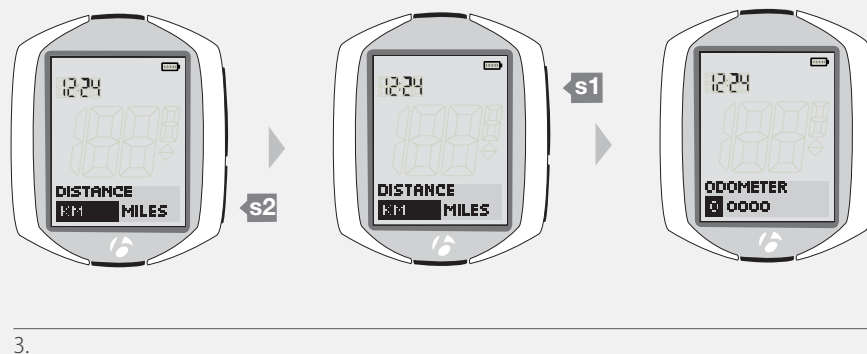 12:24
DISTANCE
KM MILES
s2
12:24
s1
DISTANCE
KM MILES
12:24
ODOMETER
0 0000
3.